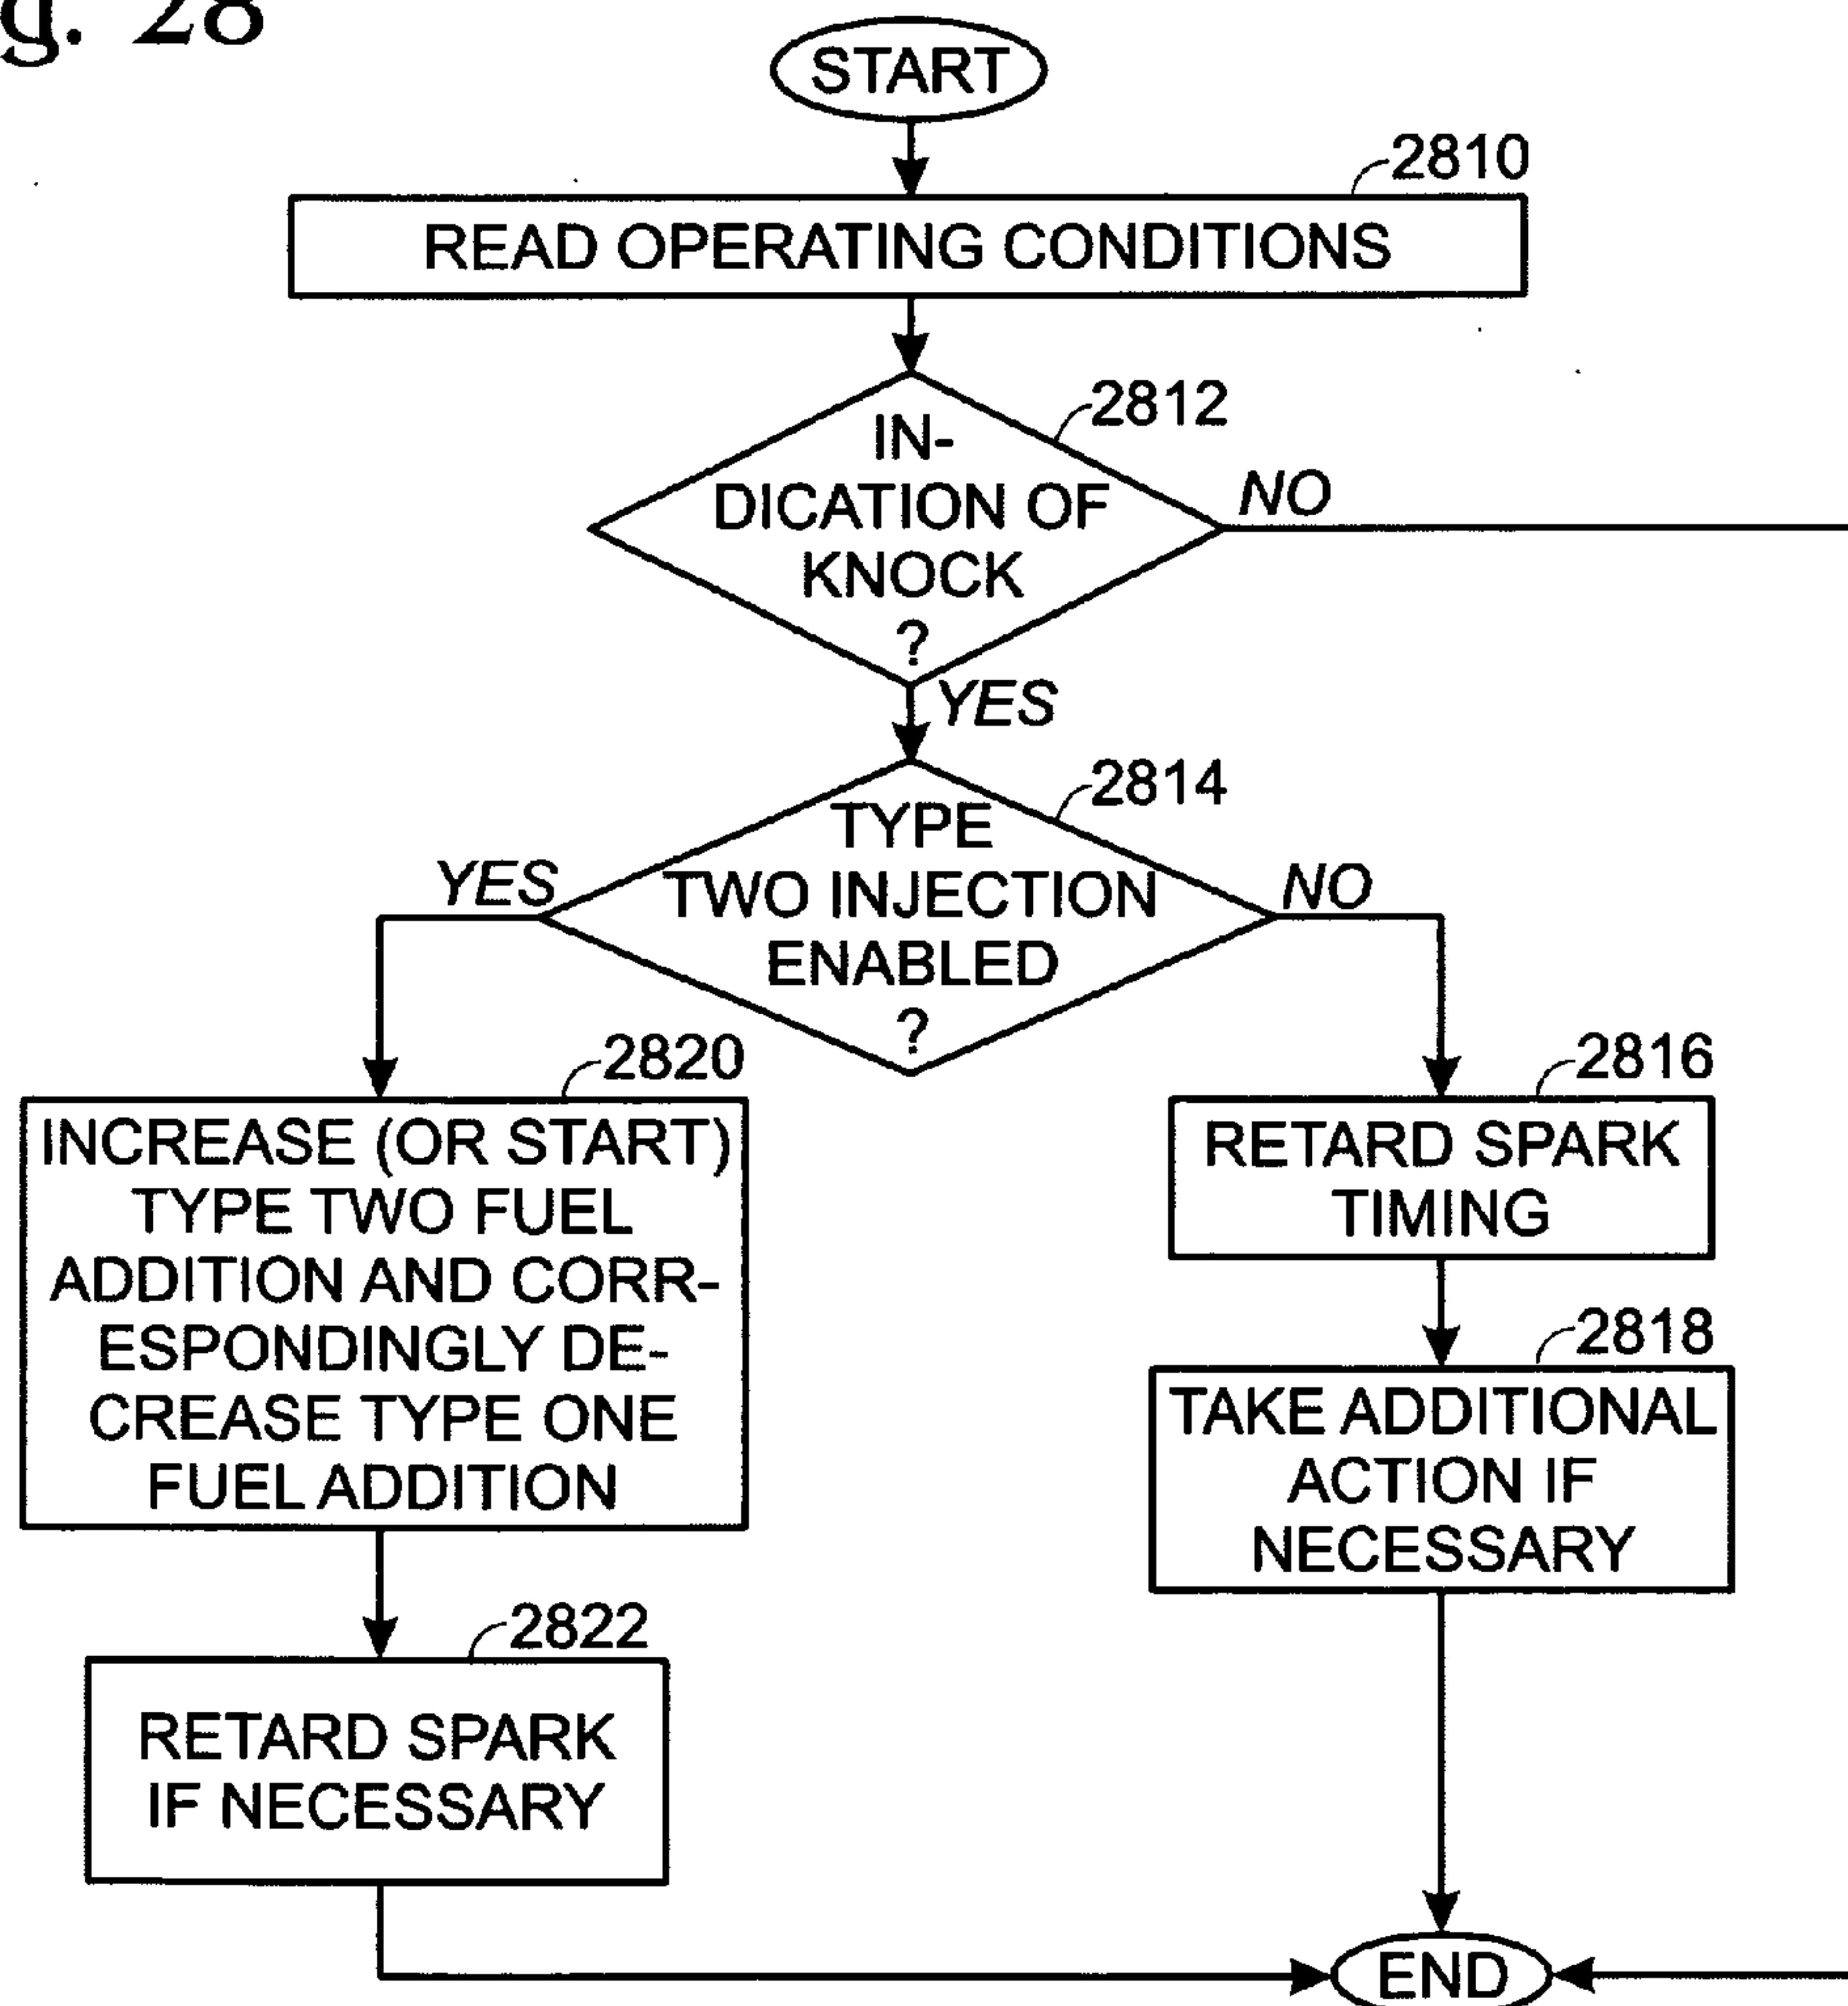 g. 28
START
2810
READ OPERATING CONDITIONS
2812
IN-
DICATION OF
KNOCK
?
NO
YES
2814
TYPE
TWO INJECTION
ENABLED
?
YES
NO
2820
INCREASE (OR START)
TYPE TWO FUEL
ADDITION AND CORR-
ESPONDINGLY DE-
CREASE TYPE ONE
FUEL ADDITION
2816
RETARD SPARK
TIMING
2818
TAKE ADDITIONAL
ACTION IF
NECESSARY
2822
RETARD SPARK
IF NECESSARY
END